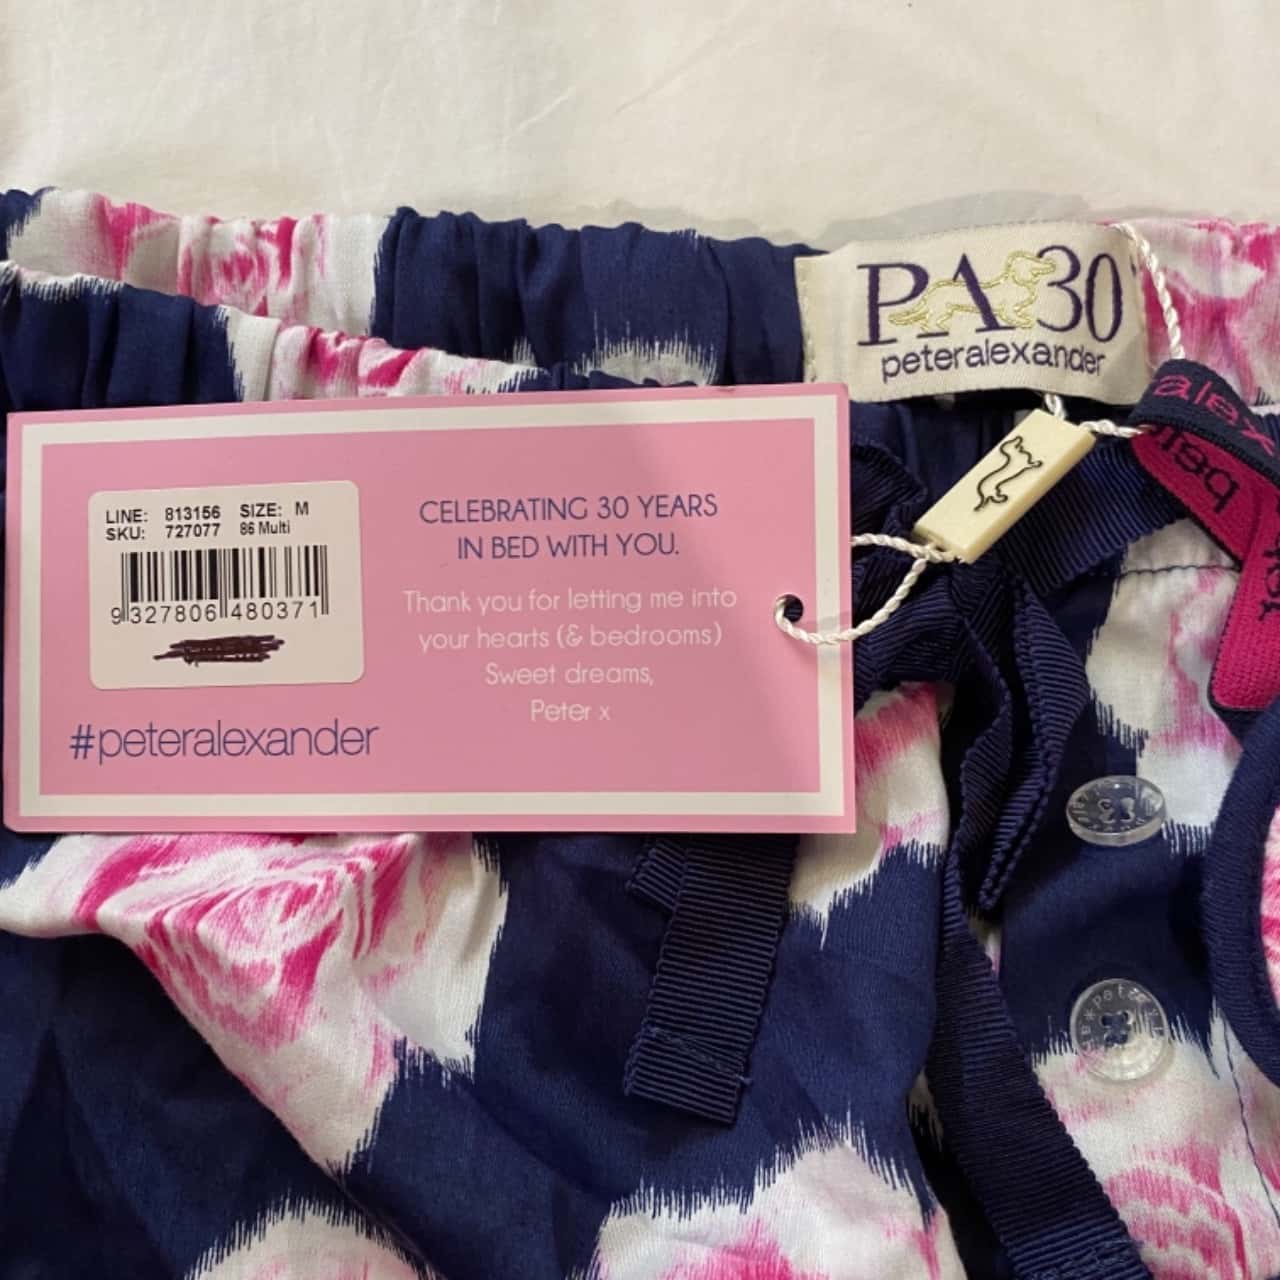 PA30
peteralexander
LINE: 813156 SIZE: M
SKU: 727077 86 Multi
9 327806 480371
#peteralexander
CELEBRATING 30 YEARS
IN BED WITH YOU.
Thank you for letting me into
your hearts (& bedrooms)
Sweet dreams,
Peter x